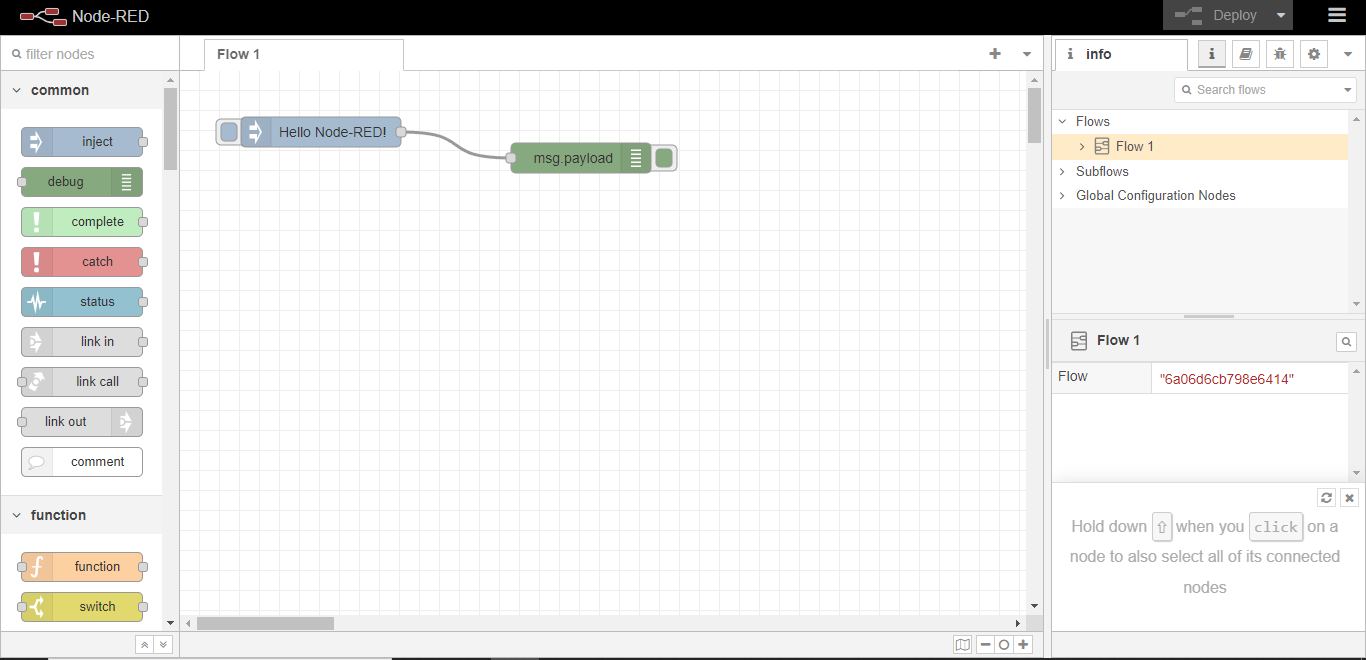 Node-RED
Deploy
filter nodes
Flow 1
info
common
Search flows
inject
Hello Node-RED!
Flows
Flow 1
msg.payload
debug
Subflows
Global Configuration Nodes
complete
catch
status
link in
Flow 1
link call
Flow
"6a06d6cb798e6414"
link out
comment
function
Hold down ⇧ when you click on a
node to also select all of its connected
nodes
function
switch